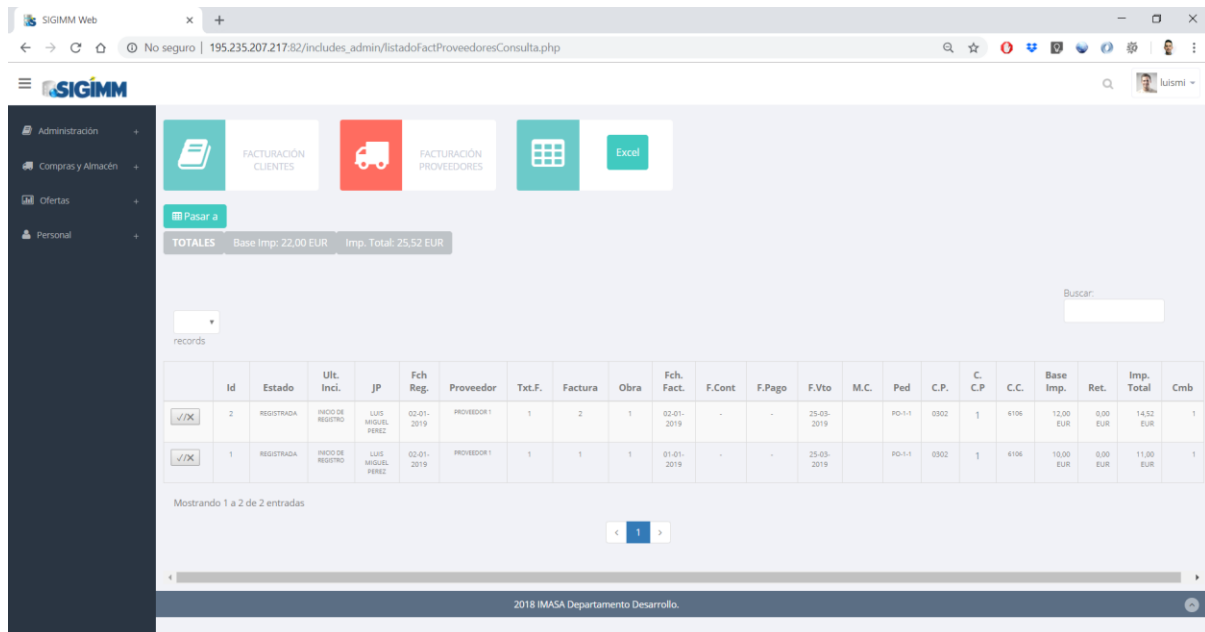 SIGIMM Web
No seguro | 195.235.207.217:82/includes_admin/listadoFactProveedoresConsulta.php
SIGÍMM
luismi
Administración +
Compras y Almacén +
Ofertas +
Personal +
FACTURACIÓN
CLIENTES
FACTURACIÓN
PROVEEDORES
Excel
Pasar a
TOTALES Base Imp: 22,00 EUR Imp. Total: 25,52 EUR
Buscar:
records
Id Estado Ult. Inci. JP Fch Reg. Proveedor Txt.F. Factura Obra Fch. Fact. F.Cont F.Pago F.Vto M.C. Ped C.P. C. C.P C.C. Base Imp. Ret. Imp. Total Cmb
√/X 2 REGISTRADA INICIO DE REGISTRO LUIS MIGUEL PEREZ 02-01-2019 PROVEEDOR 1 1 2 1 02-01-2019 - - 25-03-2019 PO-1-1 0302 1 6106 12,00 EUR 0,00 EUR 14,52 EUR 1
√/X 1 REGISTRADA INICIO DE REGISTRO LUIS MIGUEL PEREZ 02-01-2019 PROVEEDOR 1 1 1 1 01-01-2019 - - 25-03-2019 PO-1-1 0302 1 6106 10,00 EUR 0,00 EUR 11,00 EUR 1
Mostrando 1 a 2 de 2 entradas
< 1 >
2018 IMASA Departamento Desarrollo.